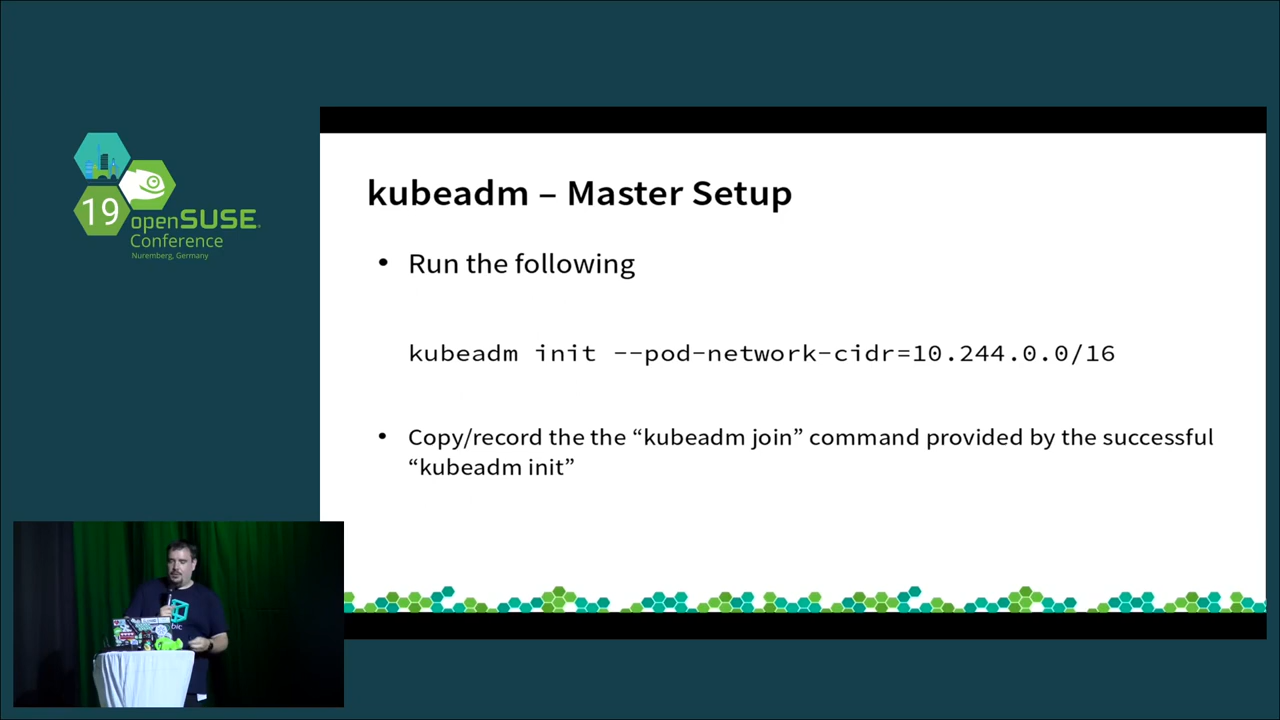 19
openSUSE
Conference
Nuremberg, Germany
kubeadm – Master Setup
• Run the following
kubeadm init --pod-network-cidr=10.244.0.0/16
• Copy/record the the “kubeadm join” command provided by the successful
“kubeadm init”
bic